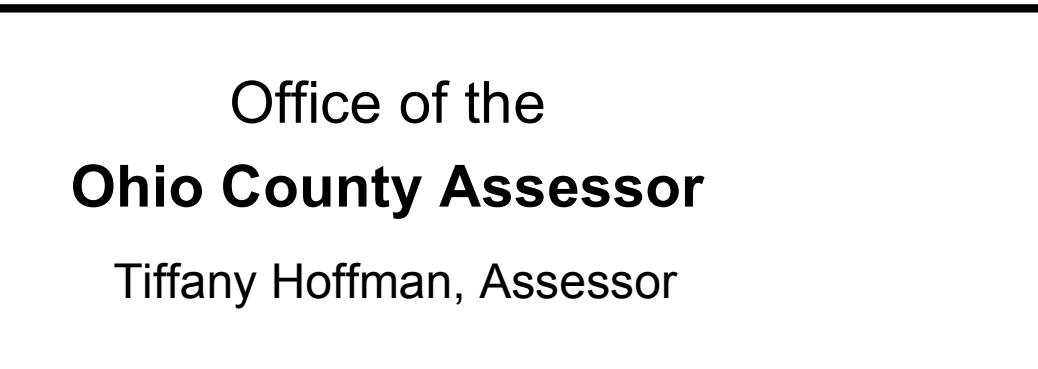 Office of the
Ohio County Assessor
Tiffany Hoffman, Assessor